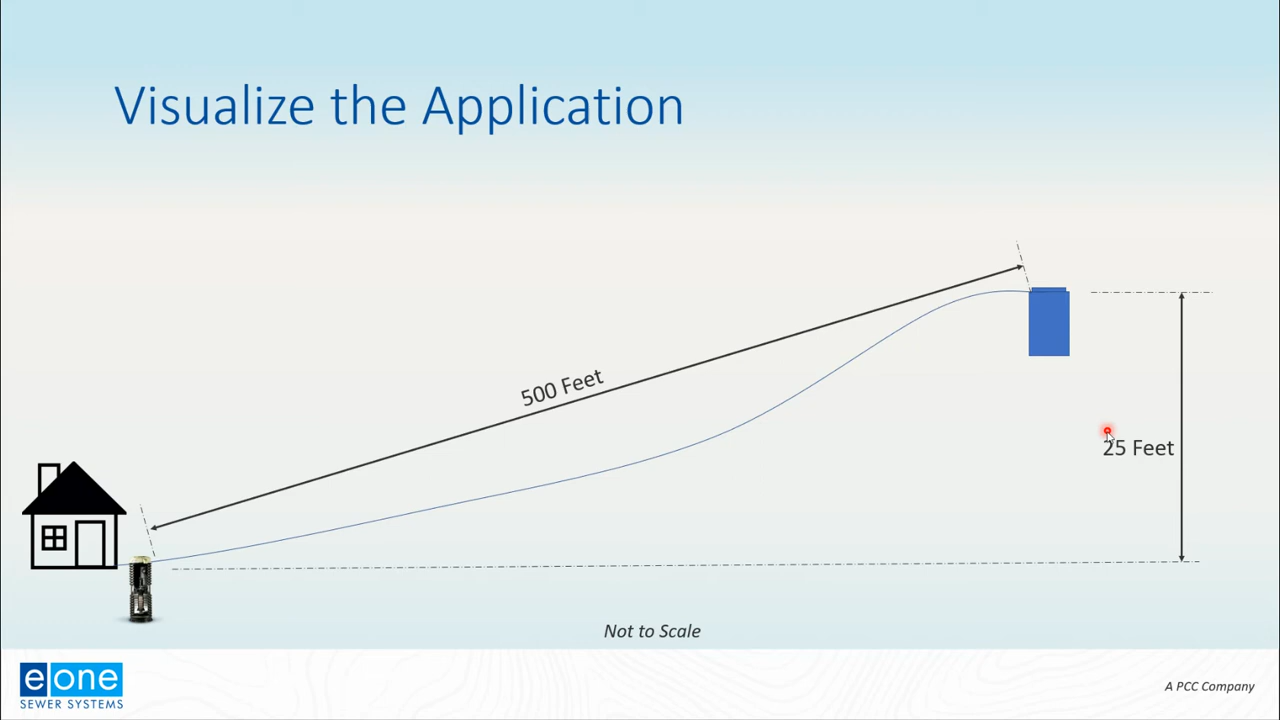 Visualize the Application
500 Feet
25 Feet
Not to Scale
eone
SEWER SYSTEMS
A PCC Company